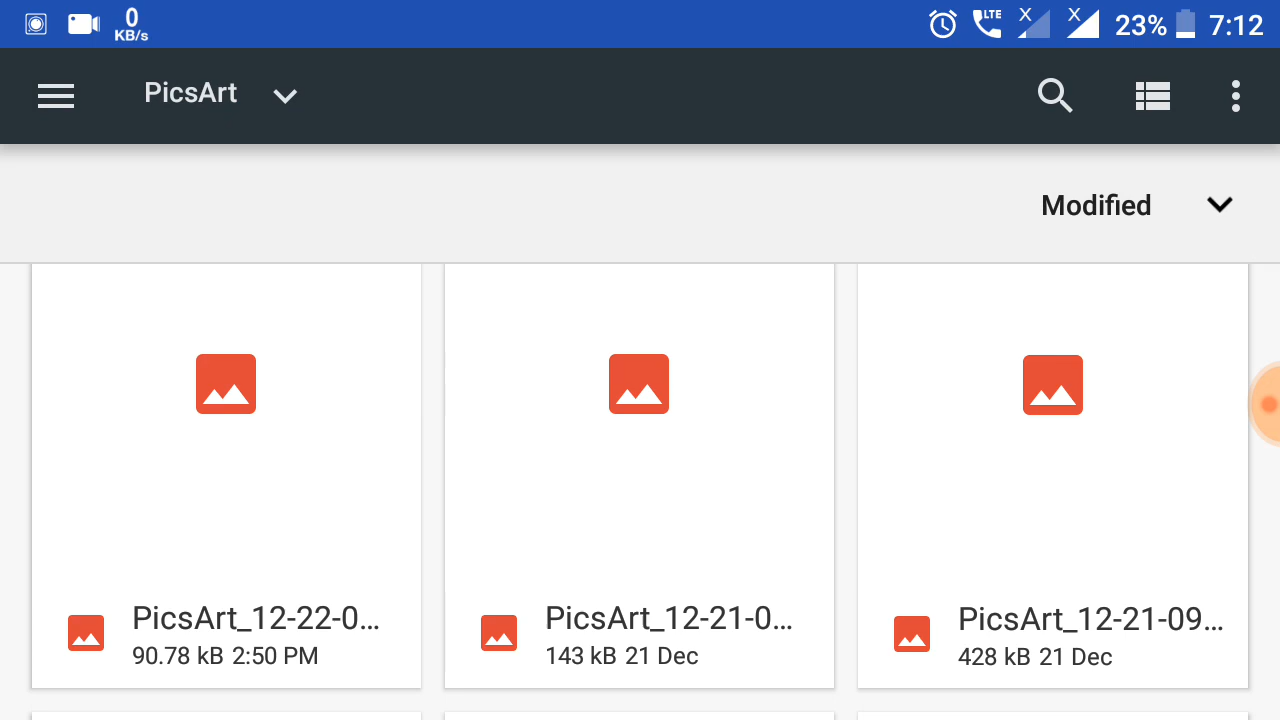 0
KB/s
LTE
X
X
23%
7:12
PicsArt
Modified
PicsArt_12-22-0...
90.78 kB 2:50 PM
PicsArt_12-21-0...
143 kB 21 Dec
PicsArt_12-21-09...
428 kB 21 Dec